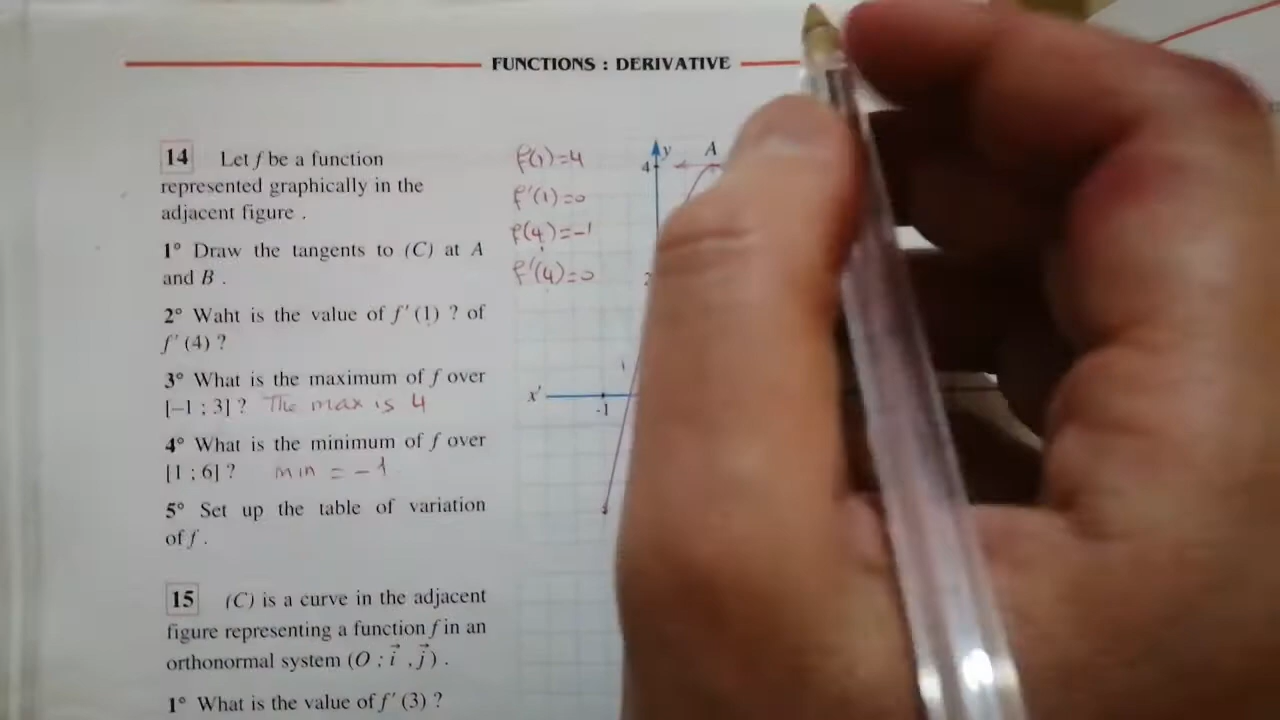 FUNCTIONS : DERIVATIVE
14 Let f be a function
represented graphically in the
adjacent figure .
1° Draw the tangents to (C) at A
and B .
2° Waht is the value of f' (1) ? of
f' (4) ?
3° What is the maximum of f over
[–1 ; 3] ? The max is 4
4° What is the minimum of f over
[1 ; 6] ? min = -1
5° Set up the table of variation
of f .
f(1)=4
f'(1)=0
f(4)=-1
f'(4)=0
y
A
4
x'
-1
15 (C) is a curve in the adjacent
figure representing a function f in an
orthonormal system (O ; i⃗ , j⃗) .
1° What is the value of f' (3) ?